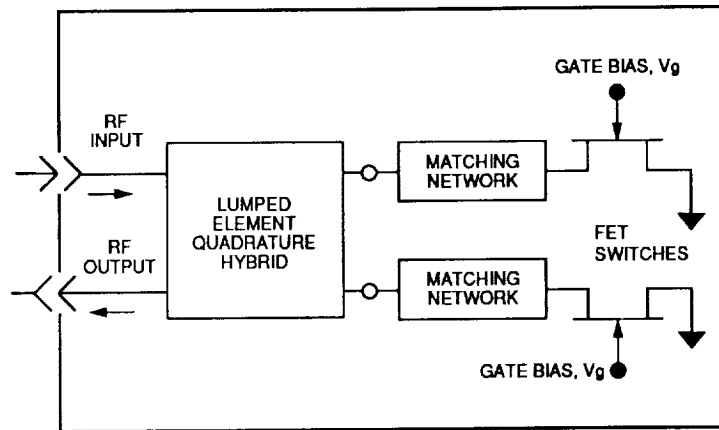 GATE BIAS, Vg
RF
INPUT
MATCHING
NETWORK
LUMPED
ELEMENT
QUADRATURE
HYBRID
FET
SWITCHES
RF
OUTPUT
MATCHING
NETWORK
GATE BIAS, Vg